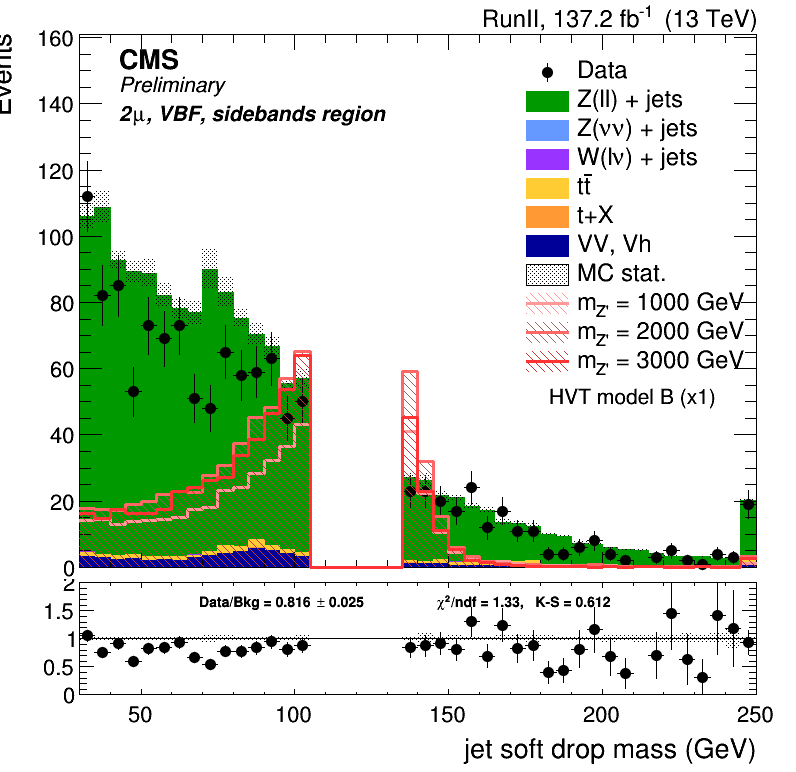 RunII, 137.2 fb⁻¹ (13 TeV)
Events
160
140
120
100
80
60
40
20
0
CMS
Preliminary
2μ, VBF, sidebands region
Data
Z(ll) + jets
Z(νν) + jets
W(lν) + jets
tt̄
t+X
VV, Vh
MC stat.
m_Z' = 1000 GeV
m_Z' = 2000 GeV
m_Z' = 3000 GeV
HVT model B (x1)
2
1.5
1
0.5
0
Data/Bkg = 0.816 ± 0.025
χ²/ndf = 1.33, K-S = 0.612
50 100 150 200 250
jet soft drop mass (GeV)